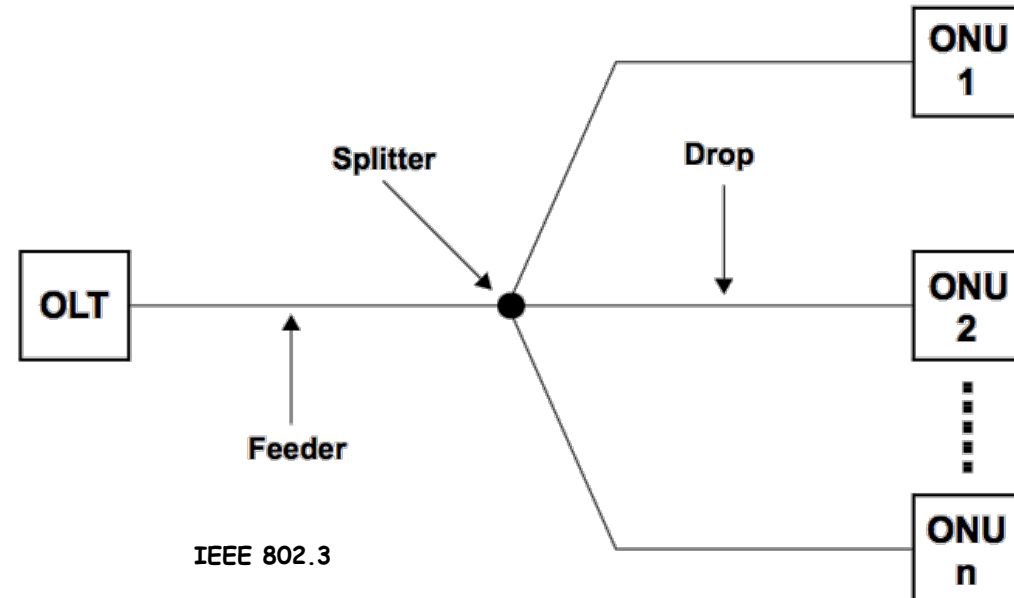 ONU
1
Splitter
Drop
OLT
ONU
2
Feeder
ONU
n
IEEE 802.3